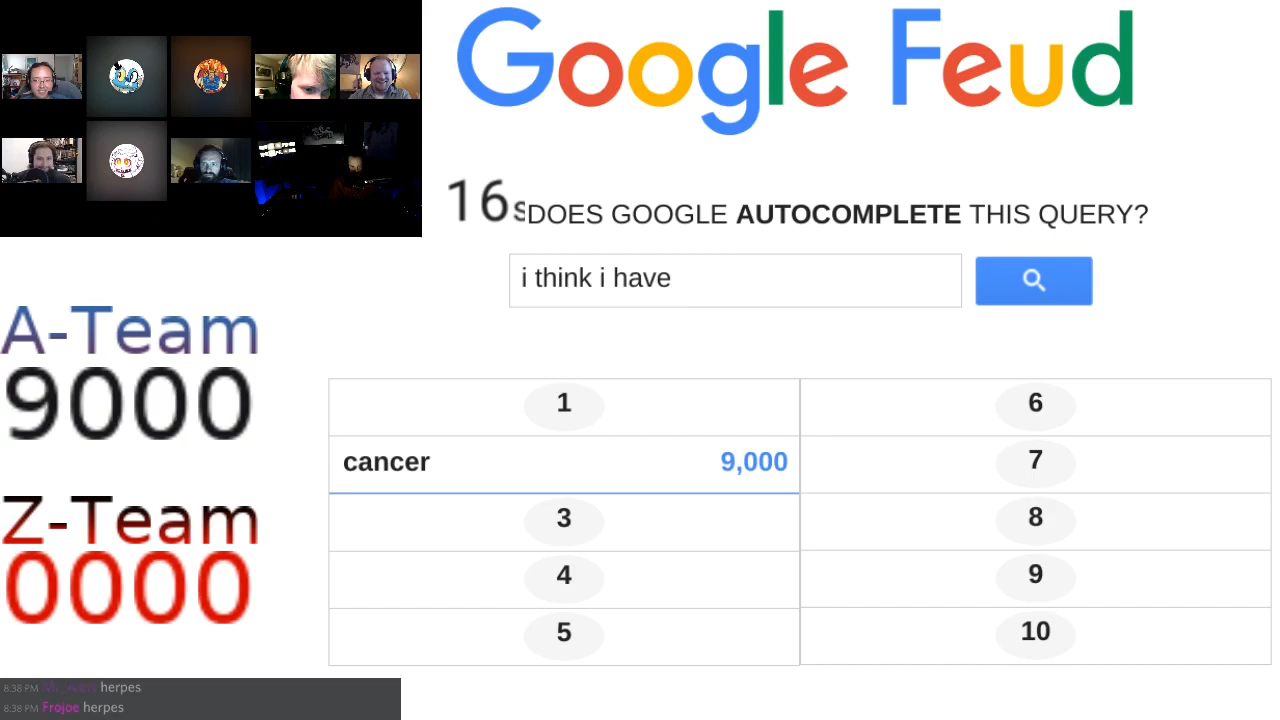 Google Feud
16s
DOES GOOGLE AUTOCOMPLETE THIS QUERY?
i think i have
A-Team
9000
Z-Team
0000
1
cancer 9,000
3
4
5
6
7
8
9
10
8:38 PM herpes
8:38 PM Frojoe herpes